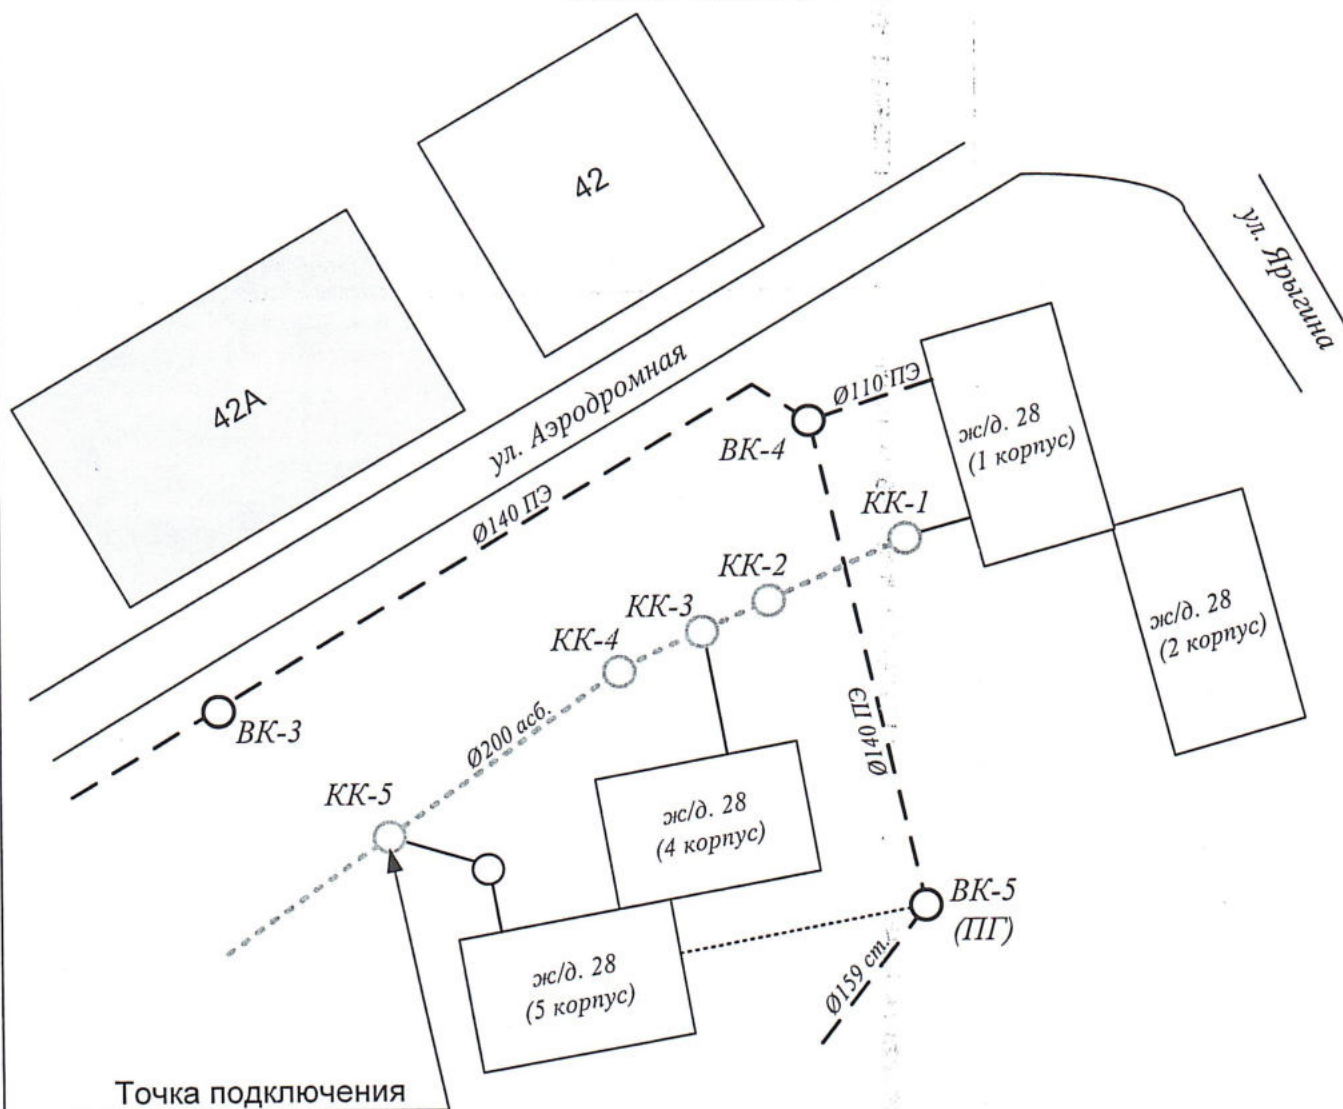 42
42А
ул. Ярыгина
ул. Аэродромная
Ø110 ПЭ
ВК-4
ж/д. 28
(1 корпус)
Ø140 ПЭ
КК-1
КК-2
КК-3
КК-4
ж/д. 28
(2 корпус)
ВК-3
Ø200 асб.
Ø140 ПЭ
КК-5
ж/д. 28
(4 корпус)
ВК-5
(ПГ)
ж/д. 28
(5 корпус)
Ø159 ст.
Точка подключения